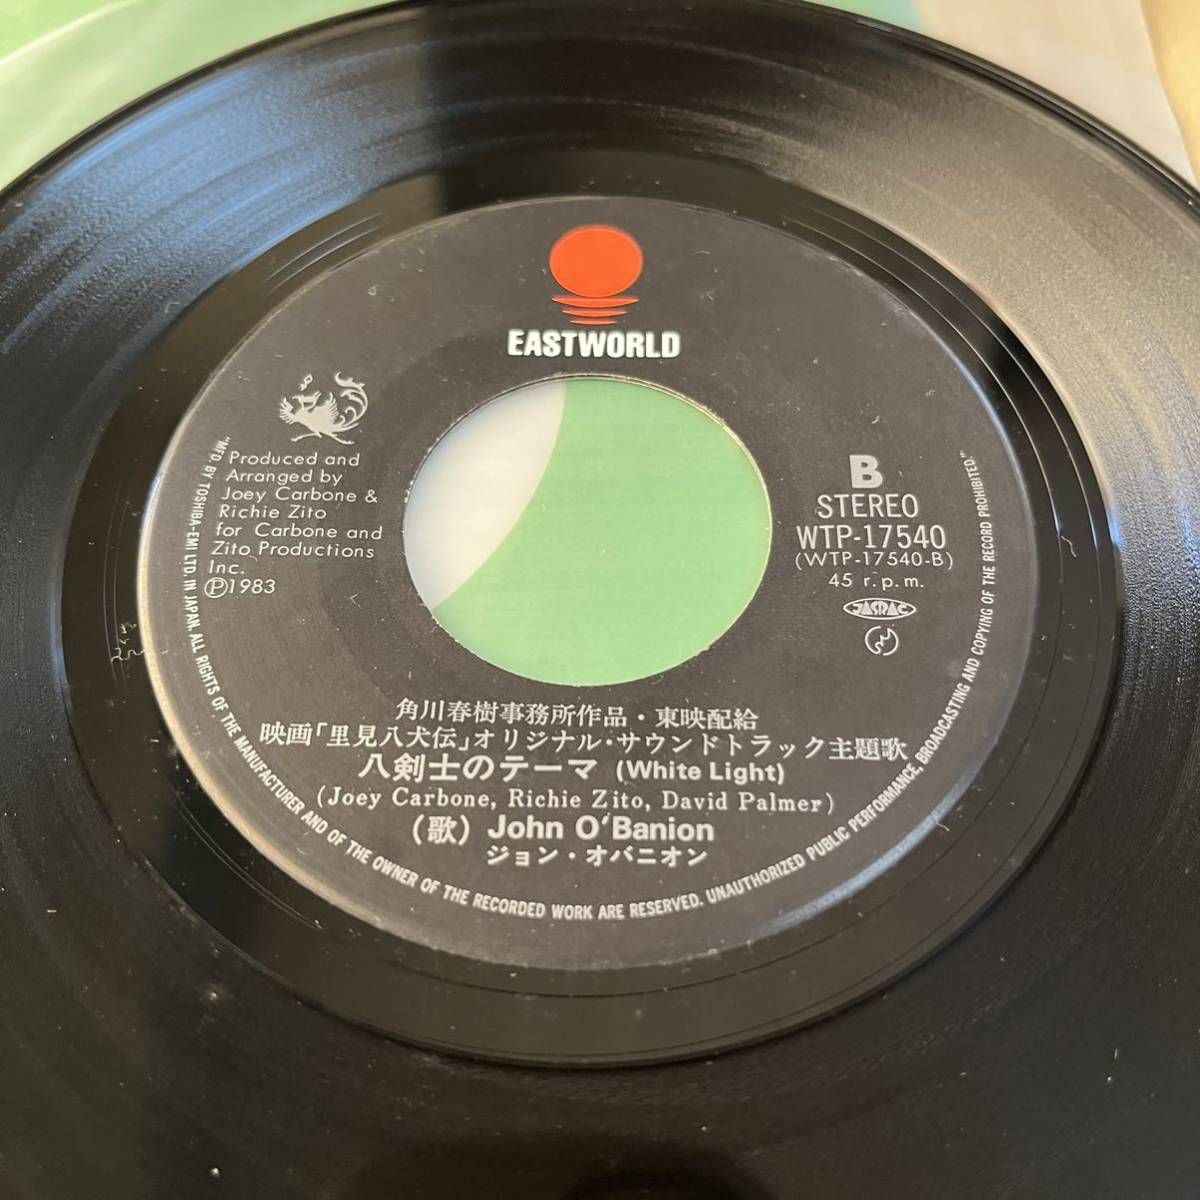 EASTWORLD
Produced and
Arranged by
Joey Carbone &
Richie Zito
for Carbone and
Zito Productions
Inc.
Ⓟ1983
B
STEREO
WTP-17540
(WTP-17540-B)
45 r.p.m.
JASRAC
角川春樹事務所作品・東映配給
映画「里見八犬伝」オリジナル・サウンドトラック主題歌
八剣士のテーマ (White Light)
(Joey Carbone, Richie Zito, David Palmer)
(歌) John O'Banion
ジョン・オバニオン
"MFD BY TOSHIBA-EMI LTD. IN JAPAN. ALL RIGHTS OF THE MANUFACTURER AND OF THE OWNER OF THE RECORDED WORK ARE RESERVED. UNAUTHORIZED PUBLIC PERFORMANCE, BROADCASTING AND COPYING OF THE RECORD PROHIBITED."